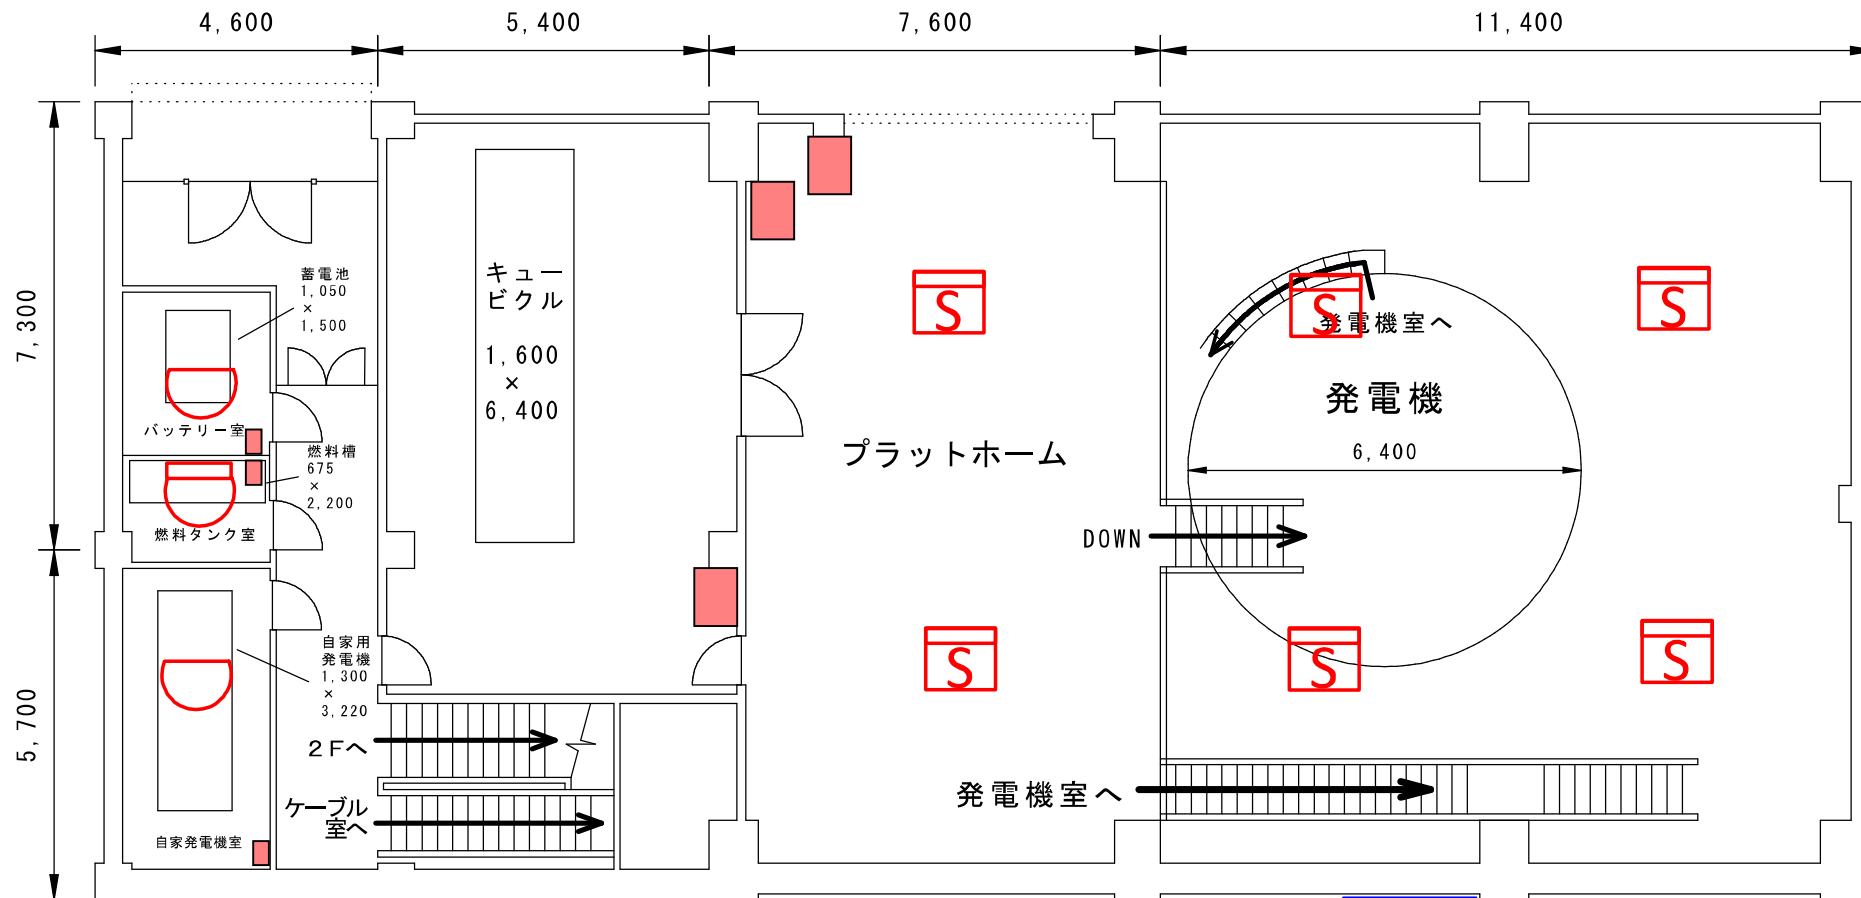 4,600
5,400
7,600
11,400
7,300
5,700
蓄電池
1,050
×
1,500
バッテリー室
燃料槽
675
×
2,200
燃料タンク室
自家用
発電機
1,300
×
3,220
自家発電機室
キュー
ビクル
1,600
×
6,400
2Fへ
ケーブル
室へ
プラットホーム
S
S
S
S
S
S
発電機室へ
発電機
6,400
DOWN
発電機室へ